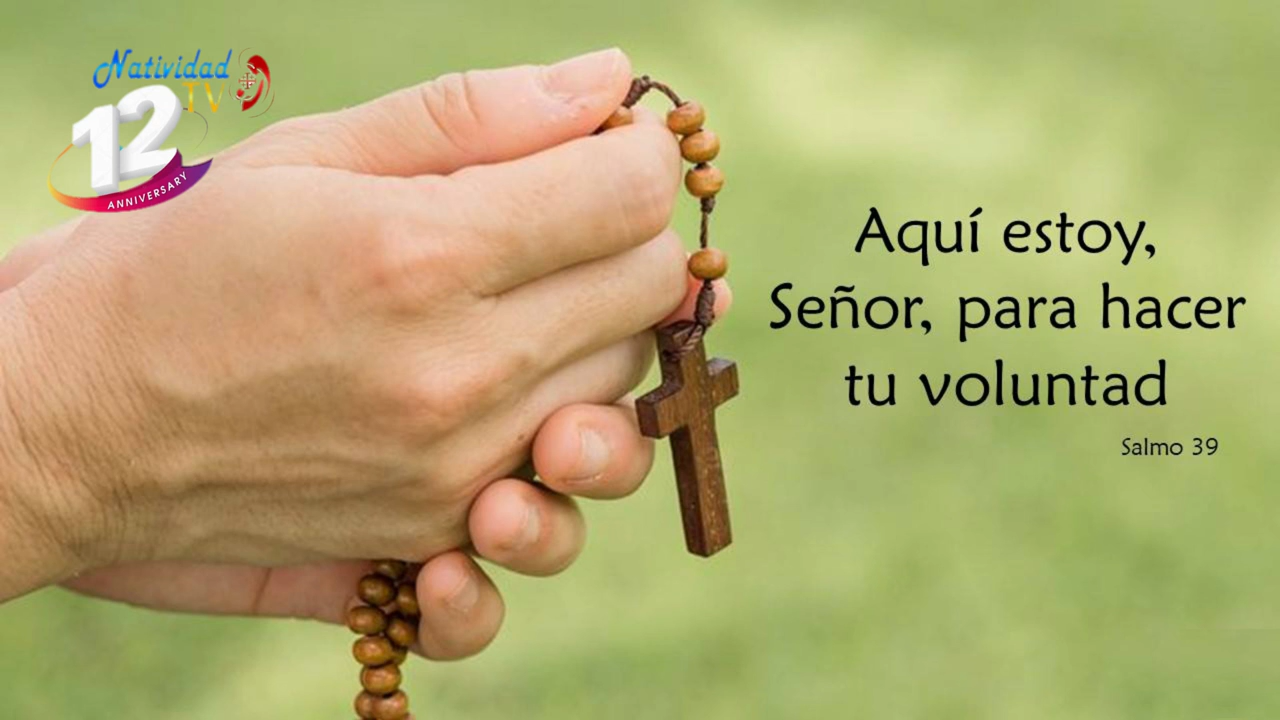 Natividad
TV
12
ANNIVERSARY
Aquí estoy,
Señor, para hacer
tu voluntad
Salmo 39